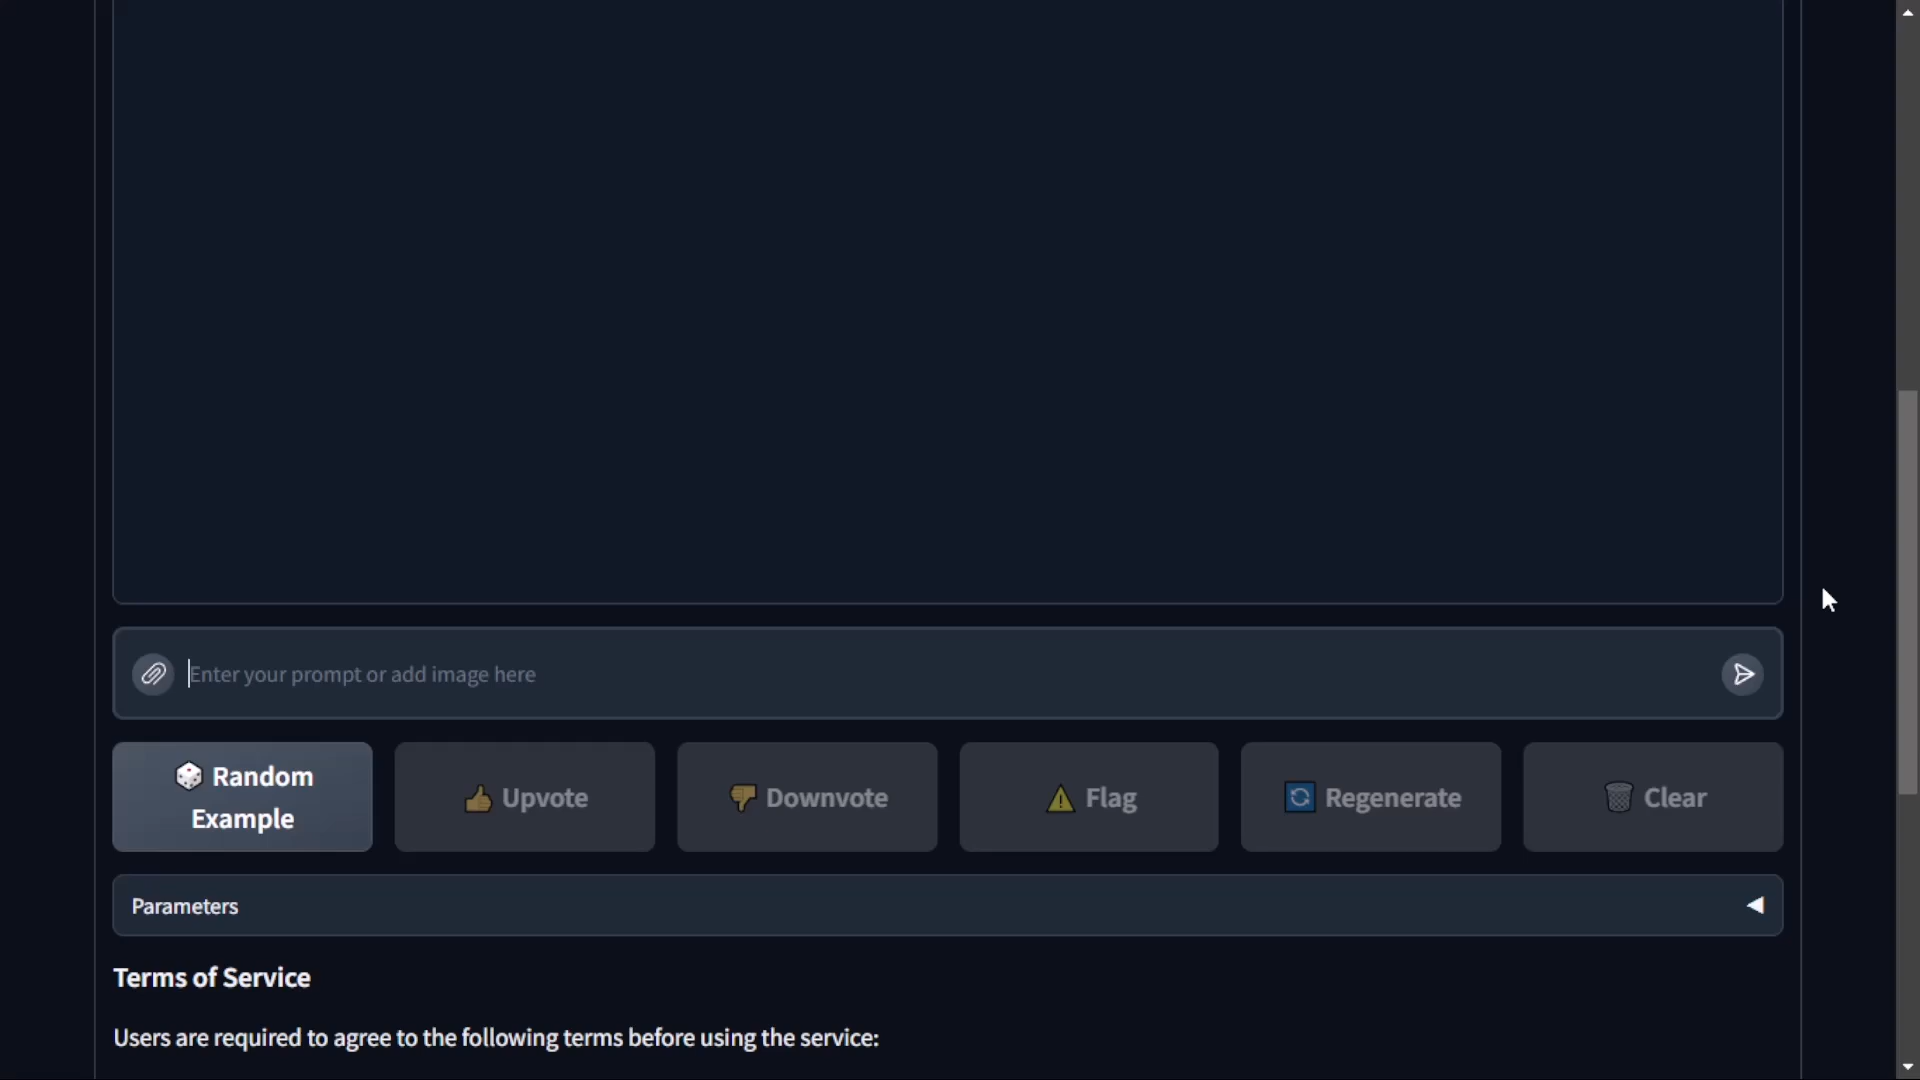 Enter your prompt or add image here
Random
Example
Upvote
Downvote
Flag
Regenerate
Clear
Parameters
Terms of Service
Users are required to agree to the following terms before using the service: